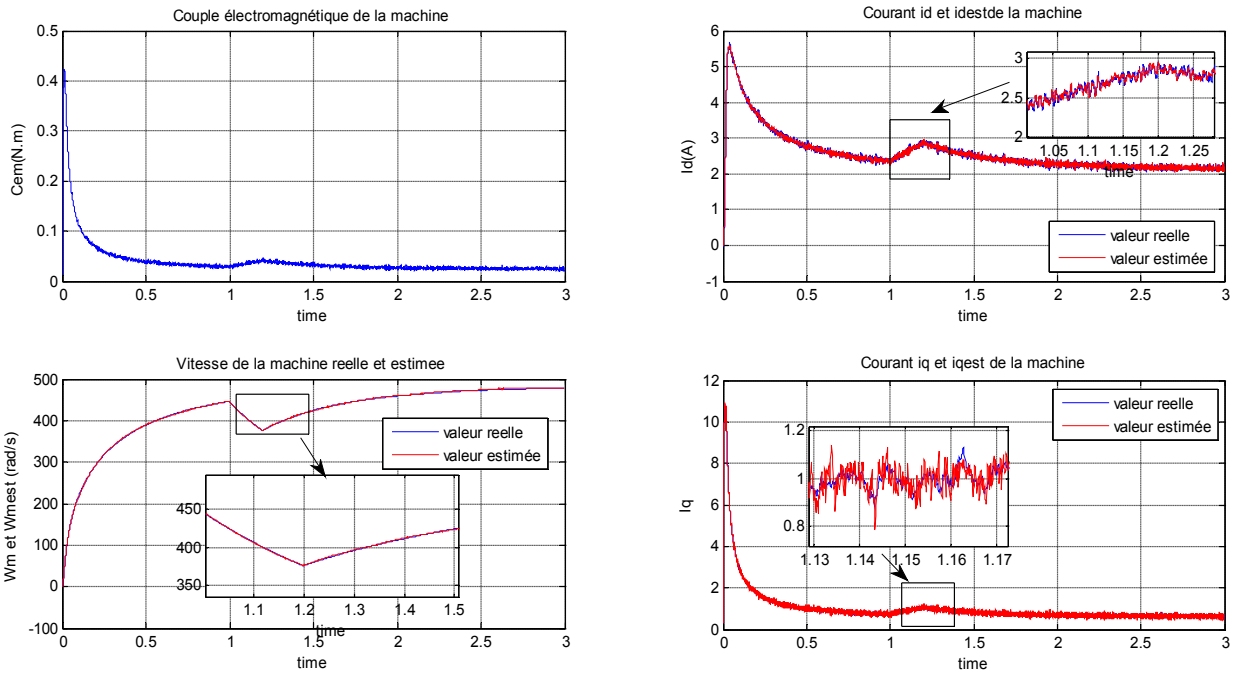 Couple électromagnétique de la machine
0.5
0.4
0.3
0.2
0.1
0
Cem(N.m)
0 0.5 1 1.5 2 2.5 3
time
Courant id et idestde la machine
6
5
4
3
2
1
0
-1
Id(A)
3
2.5
2
1.05 1.1 1.15 1.2 1.25
time
valeur reelle
valeur estimée
0 0.5 1 1.5 2 2.5 3
time
Vitesse de la machine reelle et estimee
500
400
300
200
100
0
-100
Wm et Wmest (rad/s)
valeur reelle
valeur estimée
450
400
350
1.1 1.2 1.3 1.4 1.5
time
0 0.5 1 1.5 2 2.5 3
time
Courant iq et iqest de la machine
12
10
8
6
4
2
0
Iq
valeur reelle
valeur estimée
1.2
1
0.8
1.13 1.14 1.15 1.16 1.17
0 0.5 1 1.5 2 2.5 3
time